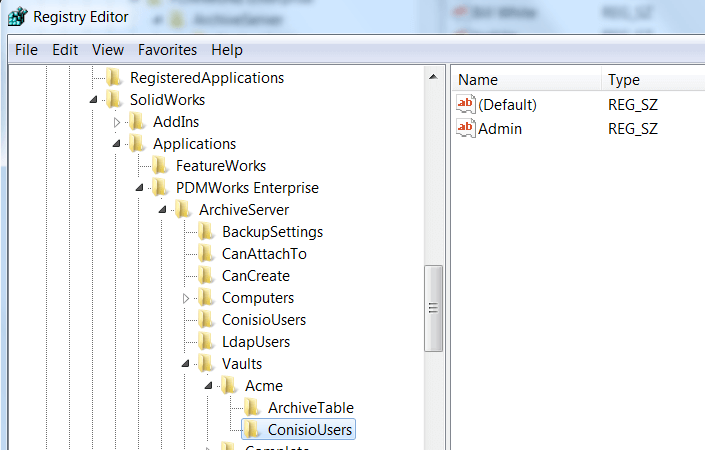 Registry Editor
File Edit View Favorites Help
Name Type
RegisteredApplications
(Default) REG_SZ
SolidWorks
Admin REG_SZ
AddIns
Applications
FeatureWorks
PDMWorks Enterprise
ArchiveServer
BackupSettings
CanAttachTo
CanCreate
Computers
ConisioUsers
LdapUsers
Vaults
Acme
ArchiveTable
ConisioUsers